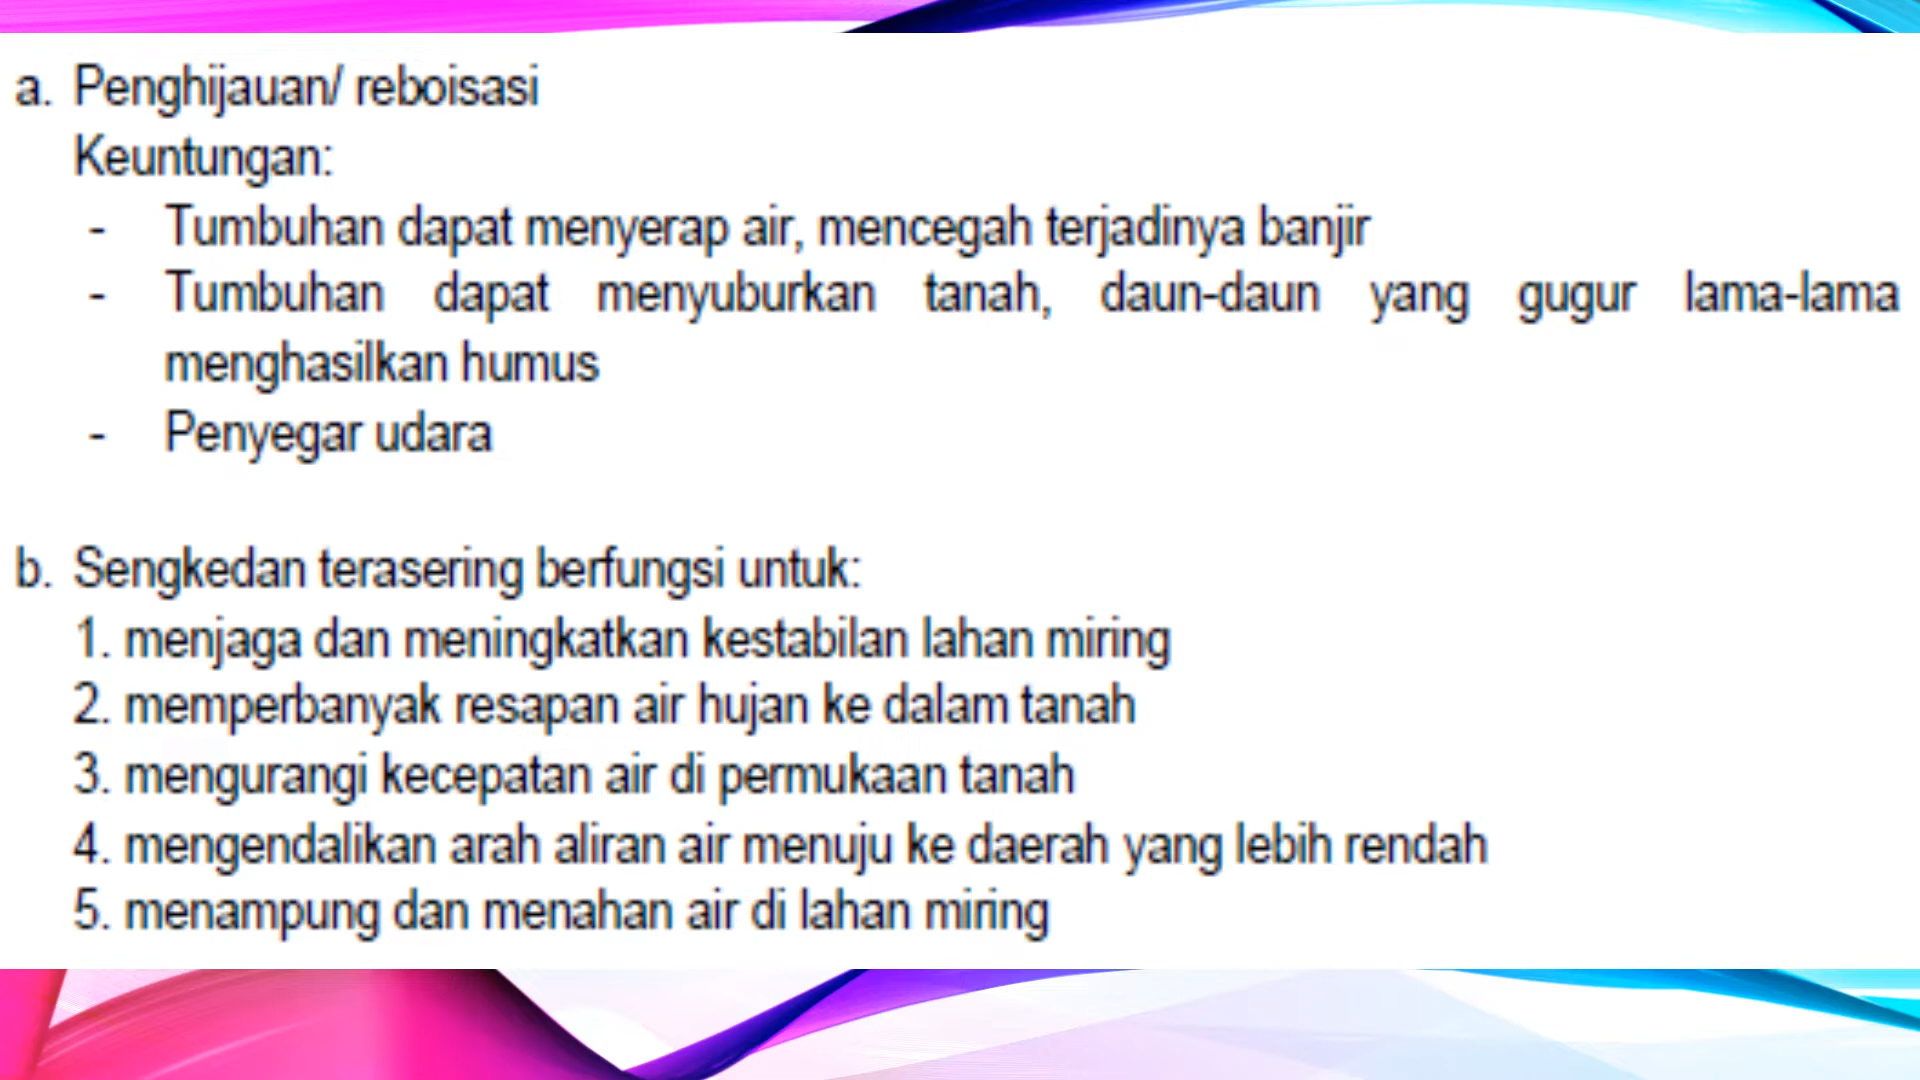 a. Penghijauan/ reboisasi
Keuntungan:
- Tumbuhan dapat menyerap air, mencegah terjadinya banjir
- Tumbuhan dapat menyuburkan tanah, daun-daun yang gugur lama-lama
menghasilkan humus
- Penyegar udara
b. Sengkedan terasering berfungsi untuk:
1. menjaga dan meningkatkan kestabilan lahan miring
2. memperbanyak resapan air hujan ke dalam tanah
3. mengurangi kecepatan air di permukaan tanah
4. mengendalikan arah aliran air menuju ke daerah yang lebih rendah
5. menampung dan menahan air di lahan miring